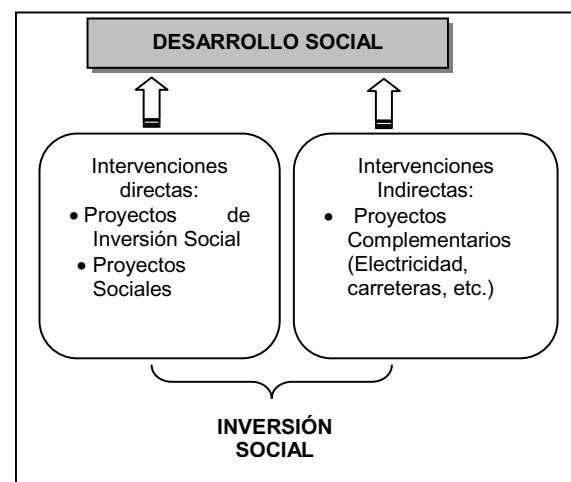 DESARROLLO SOCIAL
Intervenciones
directas:
• Proyectos de
Inversión Social
• Proyectos
Sociales
Intervenciones
Indirectas:
• Proyectos
Complementarios
(Electricidad,
carreteras, etc.)
INVERSIÓN
SOCIAL